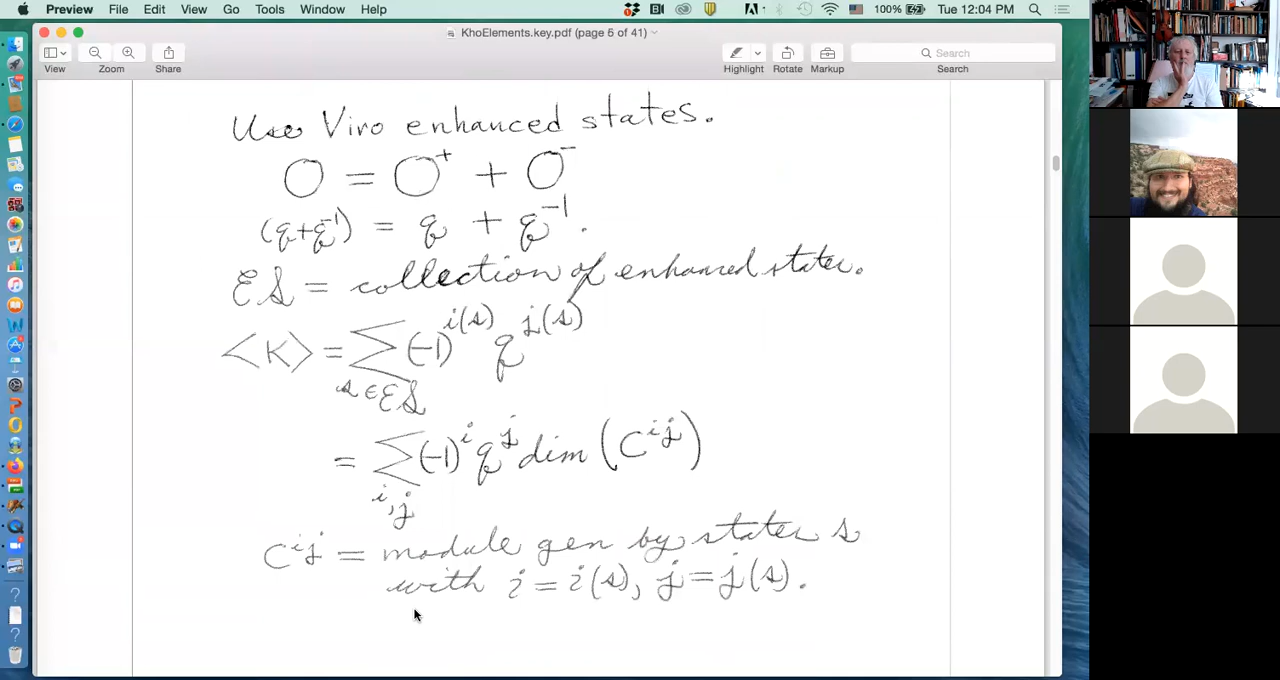 Preview File Edit View Go Tools Window Help 100% Tue 12:04 PM
KhoElements.key.pdf (page 6 of 41)
View Zoom Share Highlight Rotate Markup Search
Search
Use Viro enhanced states.
O = O⁺ + O⁻
(q+q⁻¹) = q + q⁻¹.
ES = collection of enhanced states.
<K> = ∑ (-1)^i(s) q^j(s)
s ∈ ES
= ∑ (-1)^i q^j dim (C^ij)
i,j
C^ij = module gen by states s
with i = i(s), j = j(s).